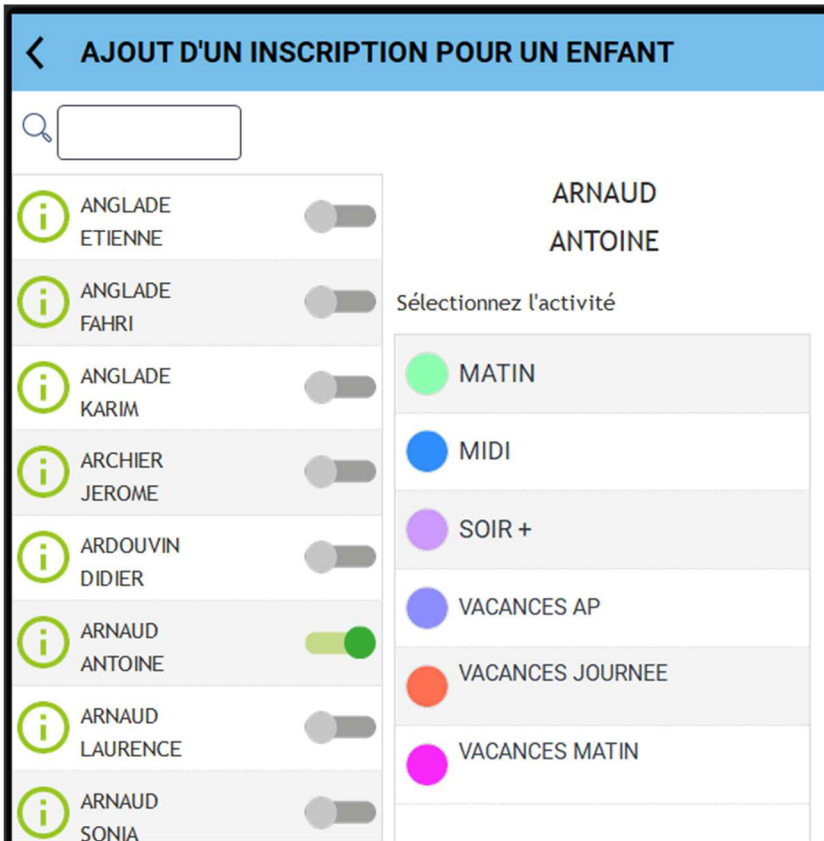 AJOUT D'UN INSCRIPTION POUR UN ENFANT
ANGLADE
ETIENNE
ANGLADE
FAHRI
ANGLADE
KARIM
ARCHIER
JEROME
ARDOUVIN
DIDIER
ARNAUD
ANTOINE
ARNAUD
LAURENCE
ARNAUD
SONIA
ARNAUD
ANTOINE
Sélectionnez l'activité
MATIN
MIDI
SOIR +
VACANCES AP
VACANCES JOURNEE
VACANCES MATIN